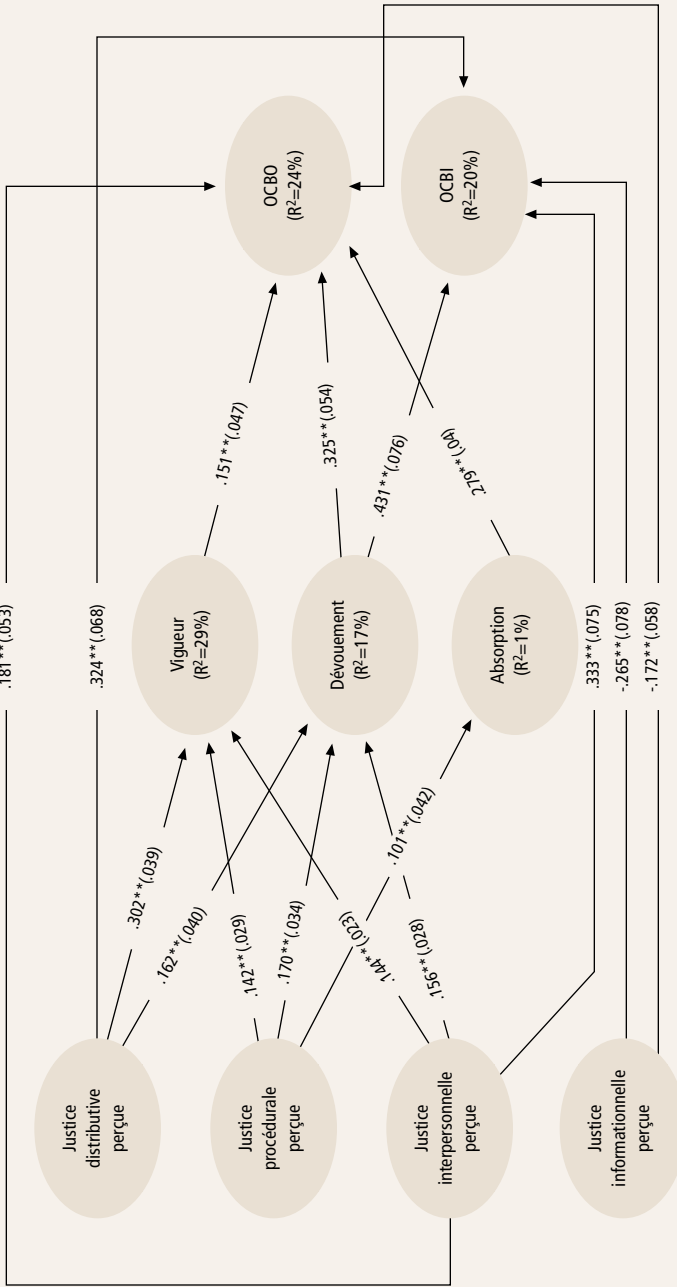 .181**(.053)
.324**(.068)
Justice
distributive
perçue
Justice
procédurale
perçue
Justice
interpersonnelle
perçue
Justice
informationnelle
perçue
.302**(.039)
.162**(.040)
.142**(.029)
.170**(.034)
.101**(.042)
.144**(.023)
.156**(.028)
Vigueur
(R²=29%)
Dévouement
(R²=17%)
Absorption
(R²=1%)
.151**(.047)
.325**(.054)
.431**(.076)
.279**(.04)
OCBO
(R²=24%)
OCBI
(R²=20%)
.333**(.075)
-.265**(.078)
-.172**(.058)